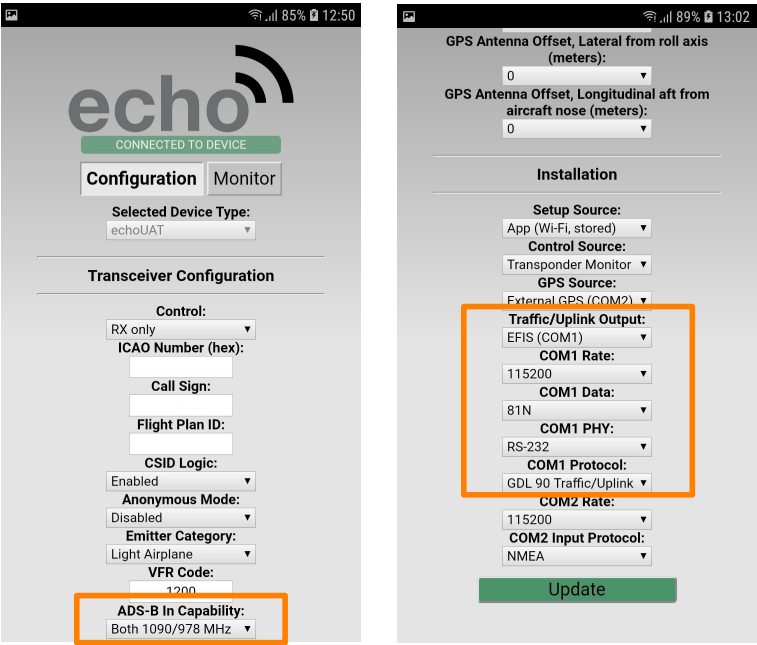 85% 12:50
echo
CONNECTED TO DEVICE
Configuration Monitor
Selected Device Type:
echoUAT
Transceiver Configuration
Control:
RX only
ICAO Number (hex):
Call Sign:
Flight Plan ID:
CSID Logic:
Enabled
Anonymous Mode:
Disabled
Emitter Category:
Light Airplane
VFR Code:
1200
ADS-B In Capability:
Both 1090/978 MHz
89% 13:02
GPS Antenna Offset, Lateral from roll axis
(meters):
0
GPS Antenna Offset, Longitudinal aft from
aircraft nose (meters):
0
Installation
Setup Source:
App (Wi-Fi, stored)
Control Source:
Transponder Monitor
GPS Source:
External GPS (COM2)
Traffic/Uplink Output:
EFIS (COM1)
COM1 Rate:
115200
COM1 Data:
81N
COM1 PHY:
RS-232
COM1 Protocol:
GDL 90 Traffic/Uplink
COM2 Rate:
115200
COM2 Input Protocol:
NMEA
Update